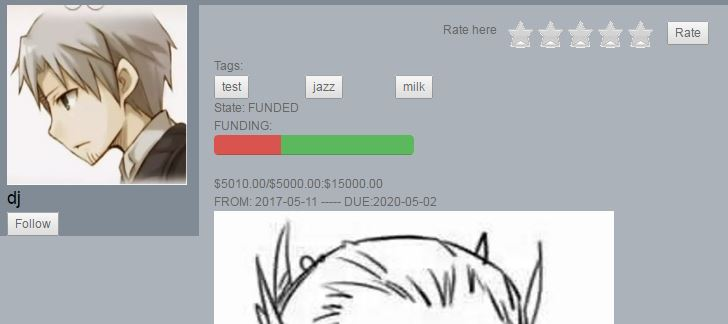 Rate here
Rate
Tags:
test jazz milk
State: FUNDED
FUNDING:
$5010.00/$5000.00:$15000.00
FROM: 2017-05-11 ----- DUE:2020-05-02
dj
Follow